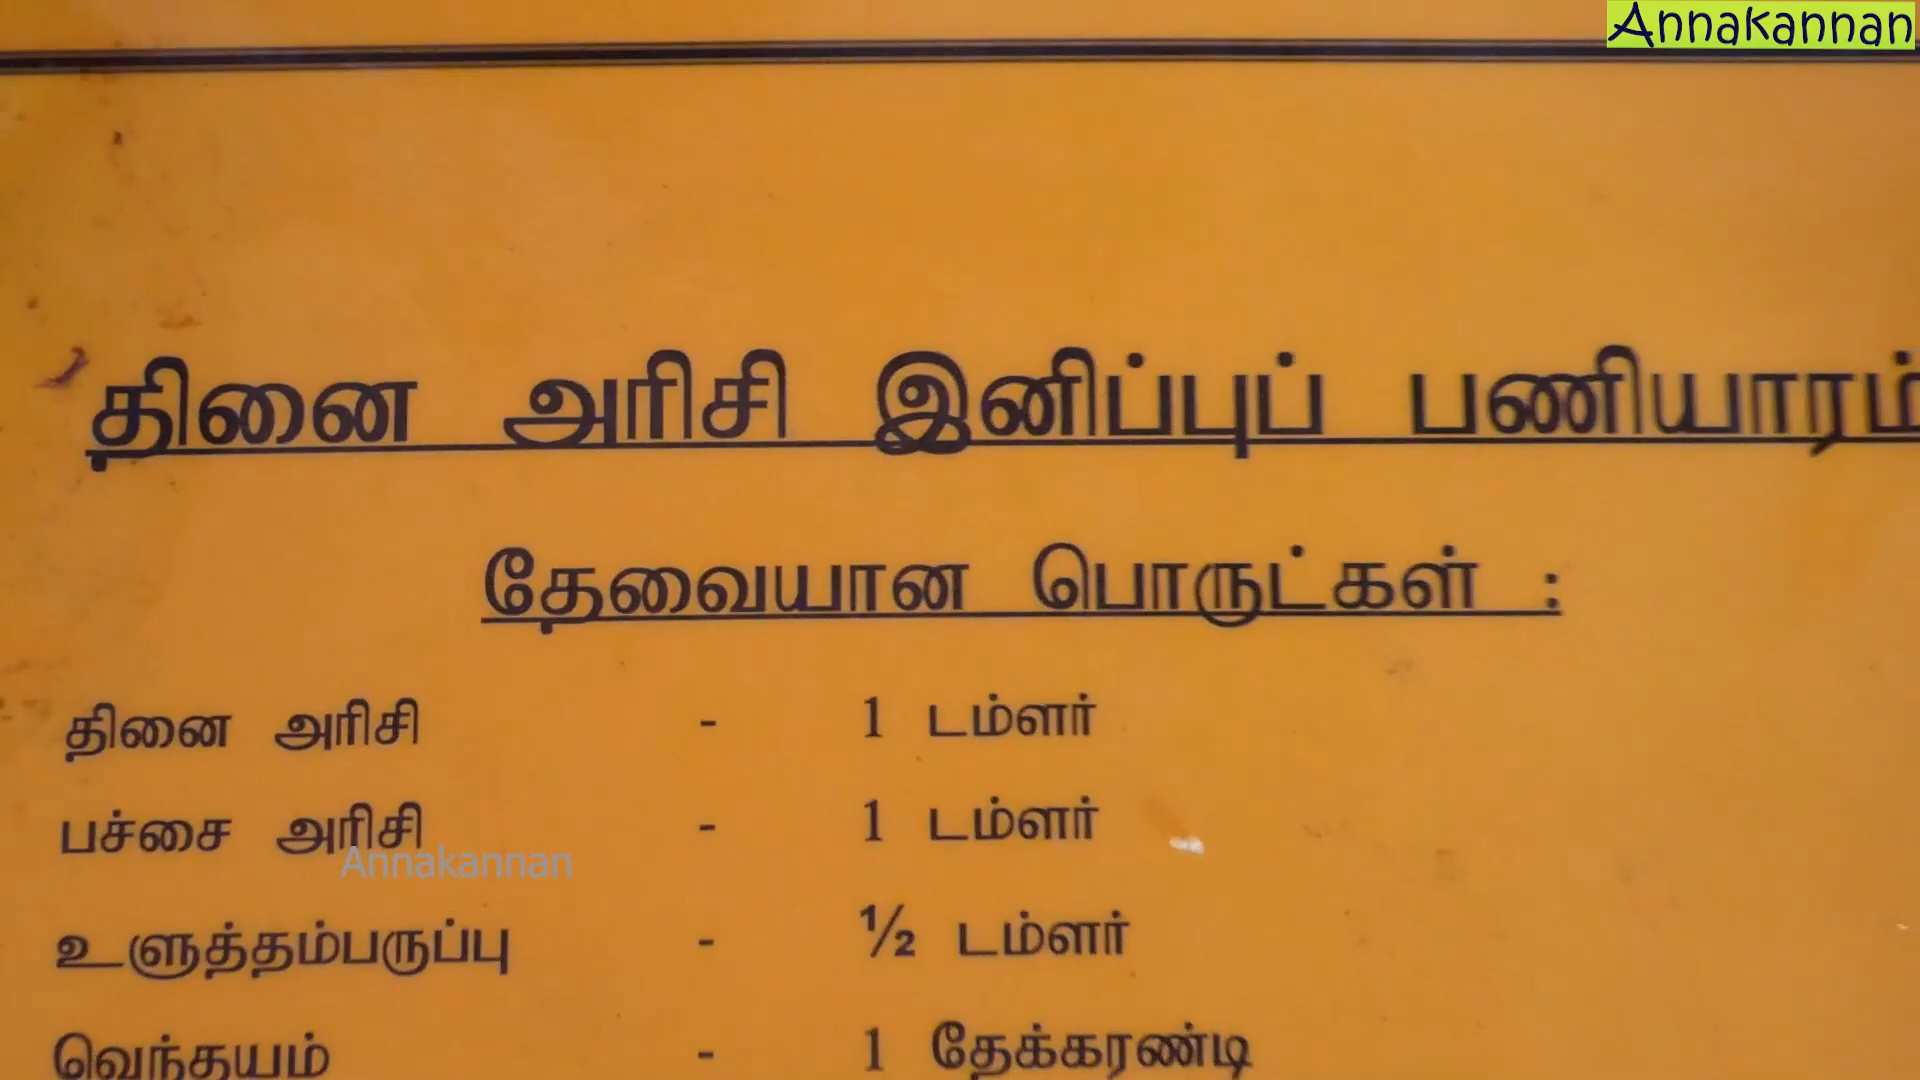 Annakannan
தினை அரிசி இனிப்புப் பணியாரம்
தேவையான பொருட்கள் :
தினை அரிசி - 1 டம்ளர்
பச்சை அரிசி - 1 டம்ளர்
Annakannan
உளுத்தம்பருப்பு - ½ டம்ளர்
வெந்தயம் - 1 தேக்கரண்டி